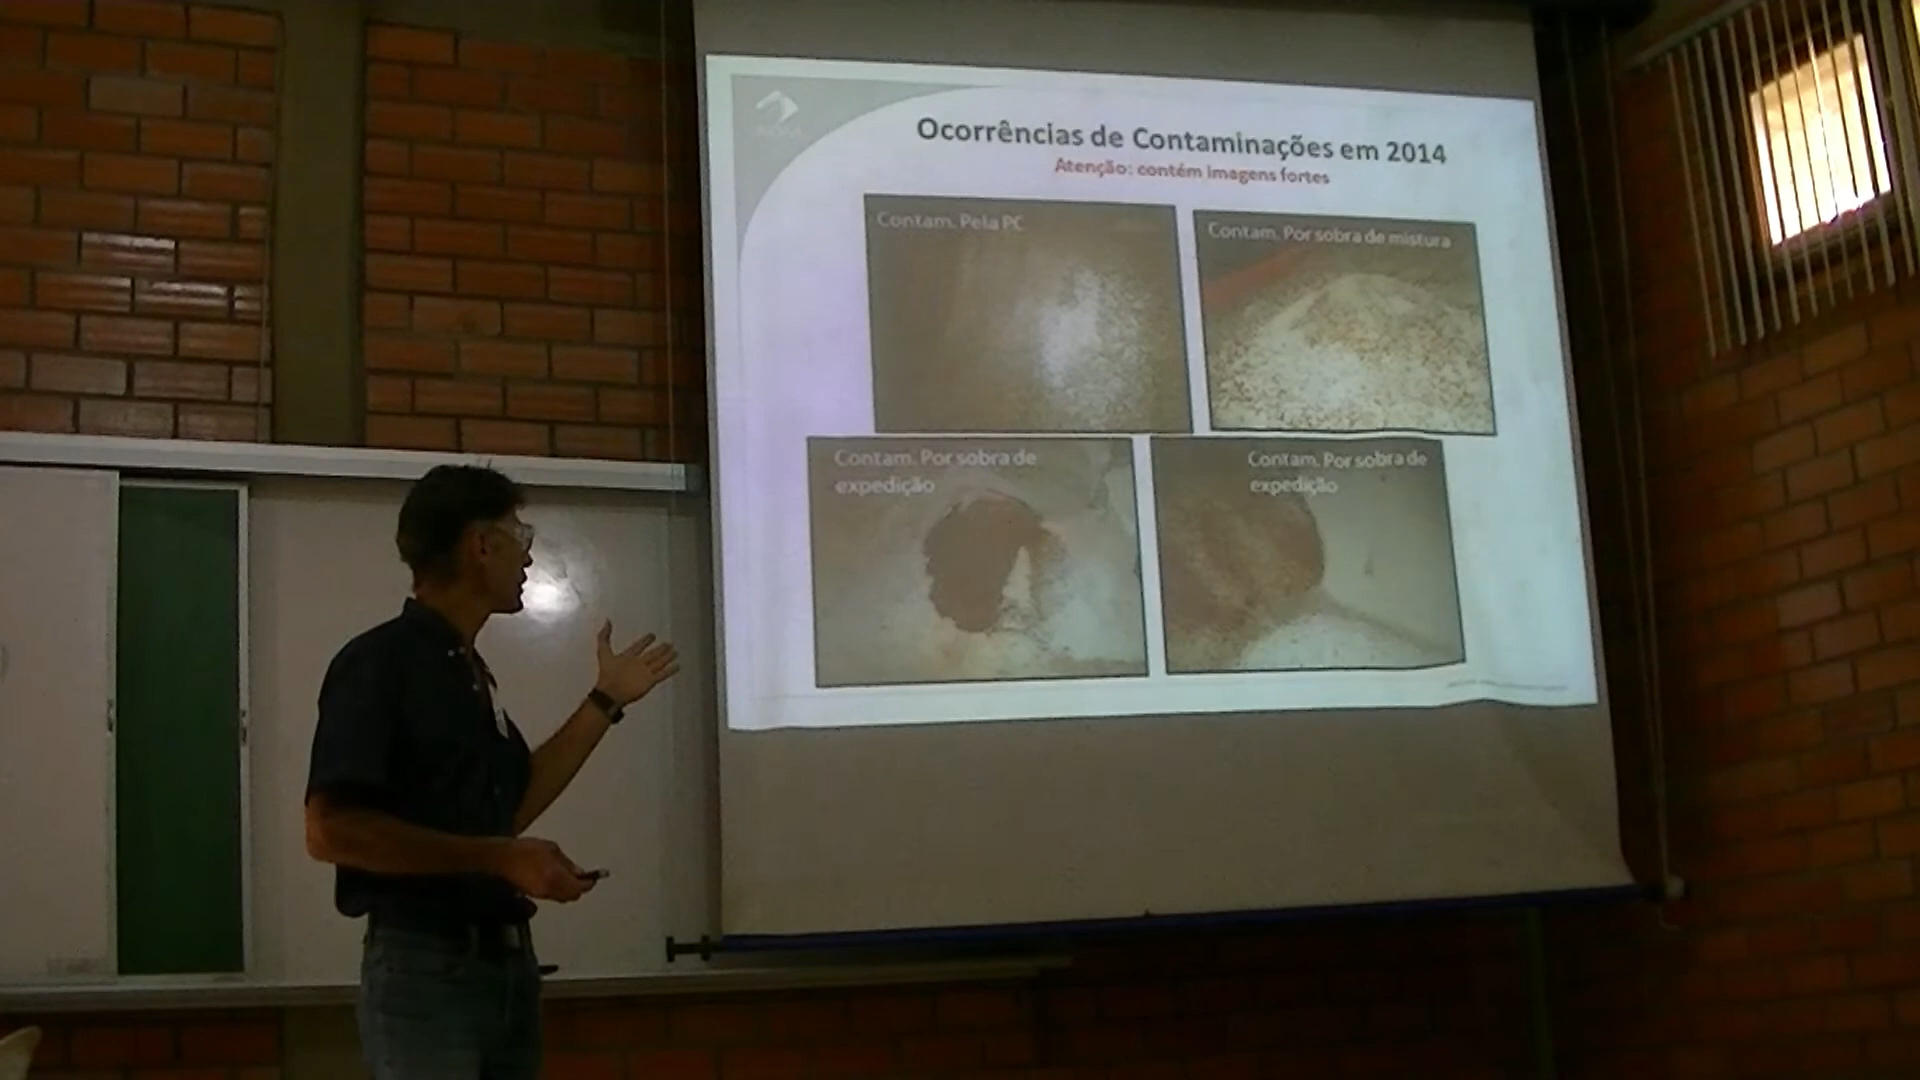 Ocorrências de Contaminações em 2014
Atenção: contém imagens fortes
Contam. Pela PC
Contam. Por sobra de mistura
Contam. Por sobra de
expedição
Contam. Por sobra de
expedição